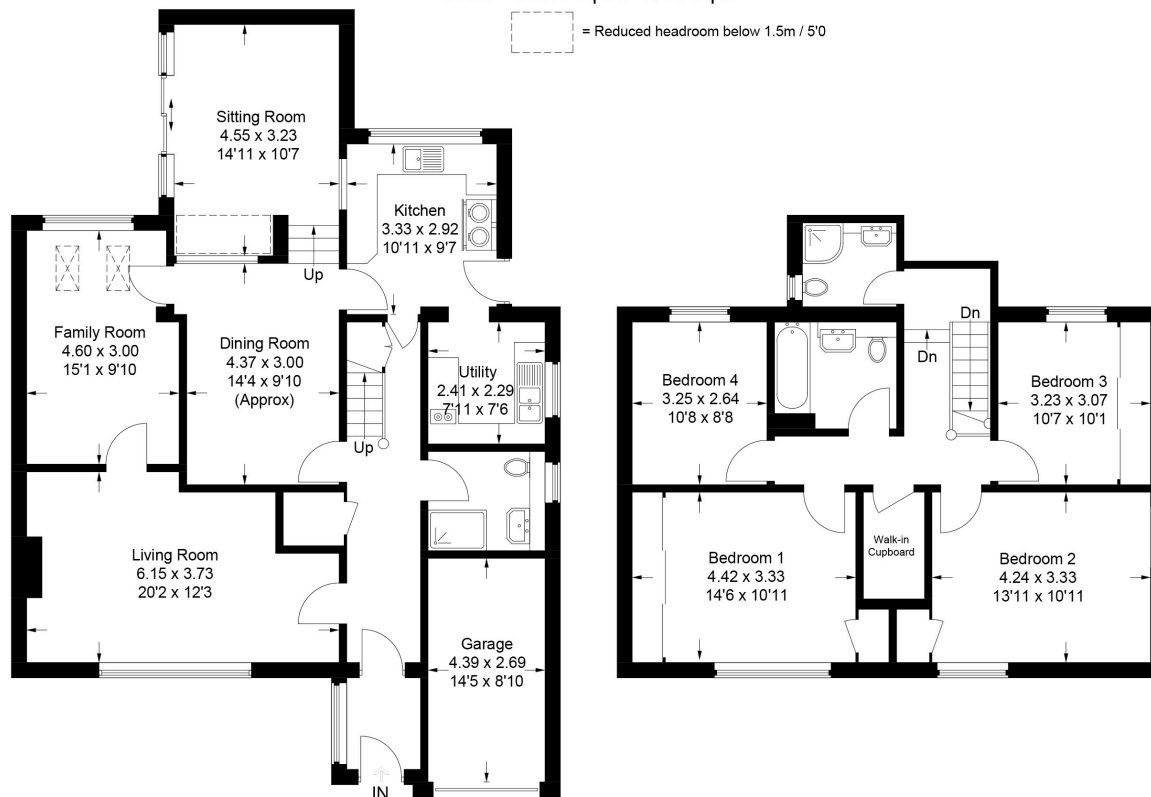 = Reduced headroom below 1.5m / 5'0
Sitting Room
4.55 x 3.23
14'11 x 10'7
Kitchen
3.33 x 2.92
10'11 x 9'7
Up
Family Room
4.60 x 3.00
15'1 x 9'10
Dining Room
4.37 x 3.00
14'4 x 9'10
(Approx)
Utility
2.41 x 2.29
7'11 x 7'6
Up
Living Room
6.15 x 3.73
20'2 x 12'3
Garage
4.39 x 2.69
14'5 x 8'10
IN
Dn
Dn
Bedroom 4
3.25 x 2.64
10'8 x 8'8
Bedroom 3
3.23 x 3.07
10'7 x 10'1
Bedroom 1
4.42 x 3.33
14'6 x 10'11
Walk-in
Cupboard
Bedroom 2
4.24 x 3.33
13'11 x 10'11